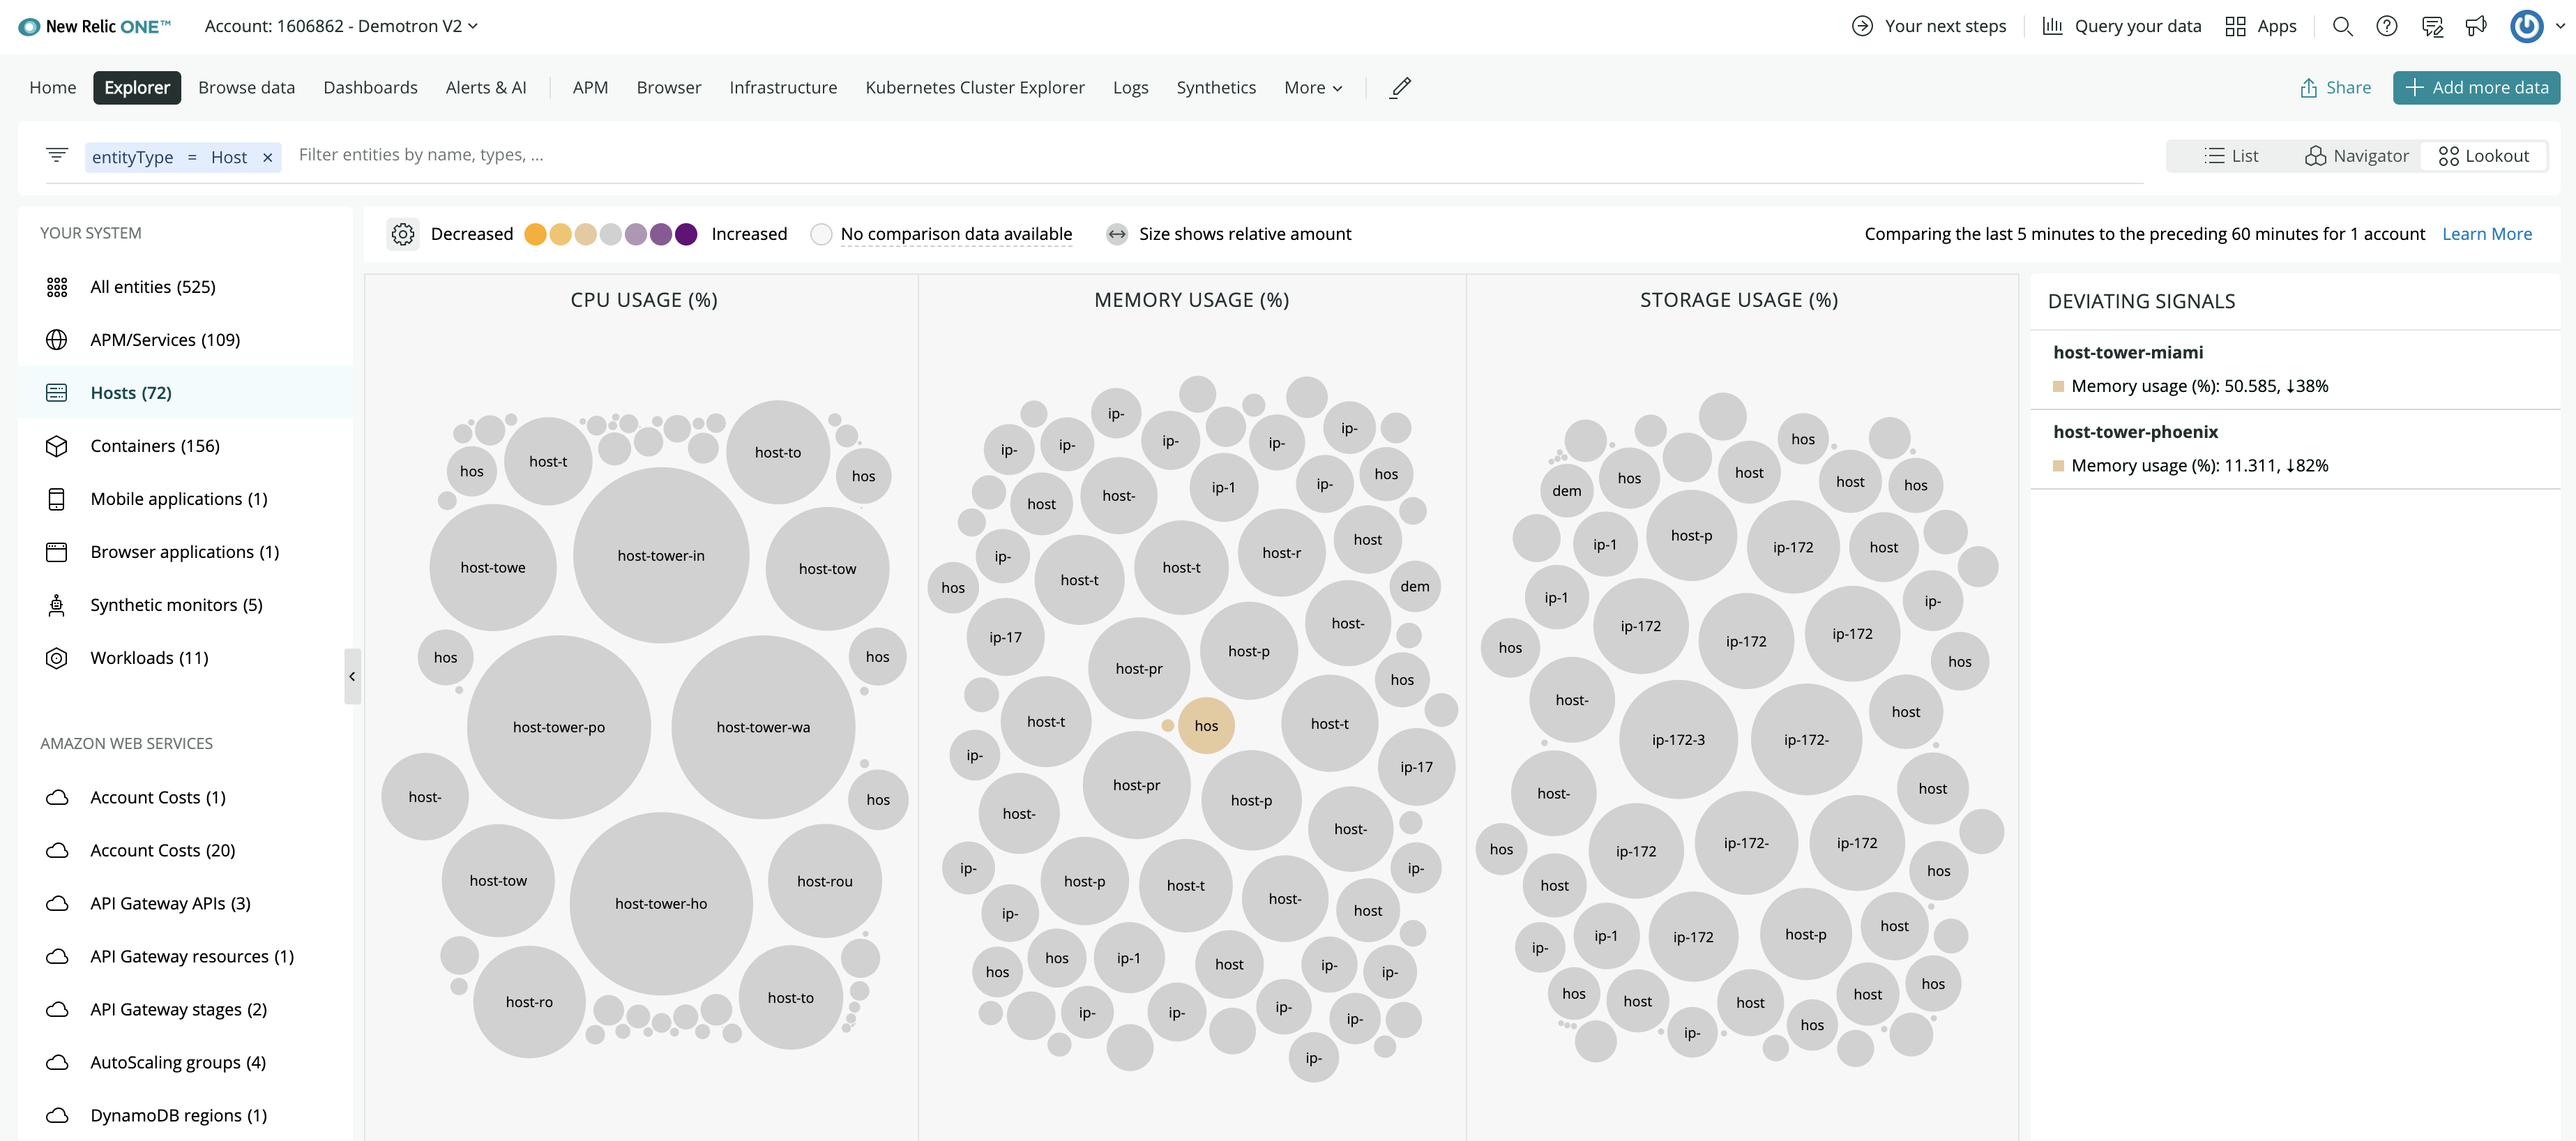 New Relic ONE™
Account: 1606862 - Demotron V2
Your next steps
Query your data
Apps
Home
Explorer
Browse data
Dashboards
Alerts & AI
APM
Browser
Infrastructure
Kubernetes Cluster Explorer
Logs
Synthetics
More
Share
Add more data
entityType = Host ×
Filter entities by name, types, ...
List
Navigator
Lookout
YOUR SYSTEM
All entities (525)
APM/Services (109)
Hosts (72)
Containers (156)
Mobile applications (1)
Browser applications (1)
Synthetic monitors (5)
Workloads (11)
AMAZON WEB SERVICES
Account Costs (1)
Account Costs (20)
API Gateway APIs (3)
API Gateway resources (1)
API Gateway stages (2)
AutoScaling groups (4)
DynamoDB regions (1)
Decreased
Increased
No comparison data available
Size shows relative amount
Comparing the last 5 minutes to the preceding 60 minutes for 1 account
Learn More
CPU USAGE (%)
host-to
host-t
hos
hos
host-tower-in
host-towe
host-tow
hos
hos
host-tower-po
host-tower-wa
host-
hos
host-tow
host-rou
host-tower-ho
host-to
host-ro
MEMORY USAGE (%)
ip-
ip-
ip-
ip-
ip-
ip-
hos
ip-
ip-1
host-
host
host
host-r
ip-
host-t
host-t
dem
hos
host-
ip-17
host-p
host-pr
hos
host-t
host-t
hos
ip-
ip-17
host-pr
host-p
host-
host-
ip-
ip-
host-p
host-t
host-
host
ip-
hos
ip-1
host
ip-
hos
ip-
ip-
ip-
ip-
ip-
ip-
STORAGE USAGE (%)
hos
host
hos
host
hos
dem
host-p
ip-1
ip-172
host
ip-1
ip-
ip-172
ip-172
ip-172
hos
hos
host-
host
ip-172-3
ip-172-
host
host-
hos
ip-172
ip-172-
ip-172
hos
host
host
ip-1
ip-172
host-p
ip-
hos
hos
host
host
host
hos
ip-
DEVIATING SIGNALS
host-tower-miami
Memory usage (%): 50.585, ↓38%
host-tower-phoenix
Memory usage (%): 11.311, ↓82%